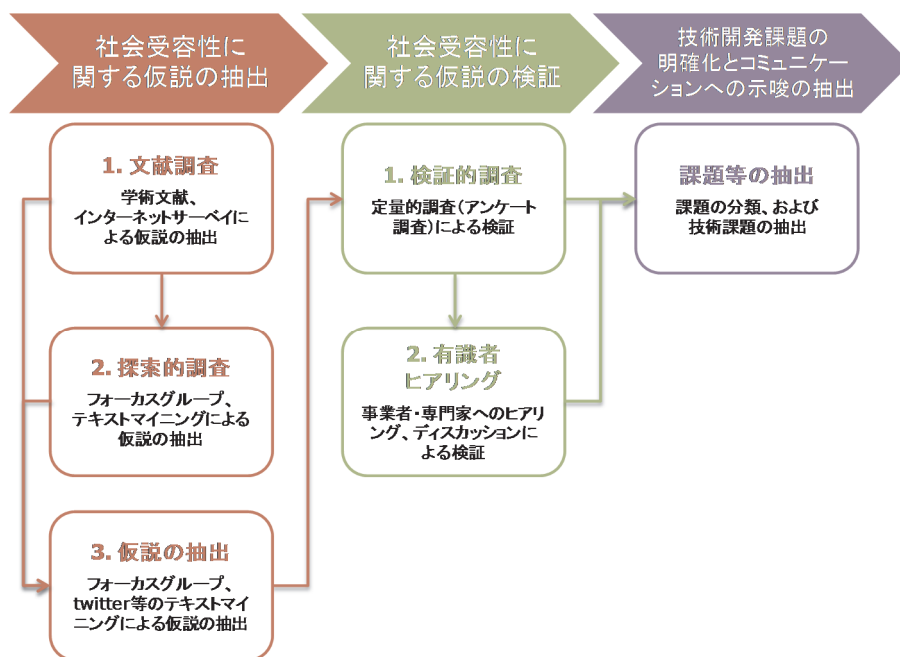 社会受容性に
関する仮説の抽出
社会受容性に
関する仮説の検証
技術開発課題の
明確化とコミュニケー
ションへの示唆の抽出
1. 文献調査
学術文献、
インターネットサーベイに
よる仮説の抽出
2. 探索的調査
フォーカスグループ、
テキストマイニングによる
仮説の抽出
3. 仮説の抽出
フォーカスグループ、
twitter等のテキストマイ
ニングによる仮説の抽出
1. 検証的調査
定量的調査(アンケート
調査)による検証
2. 有識者
ヒアリング
事業者・専門家へのヒアリ
ング、ディスカッションに
よる検証
課題等の抽出
課題の分類、および
技術課題の抽出